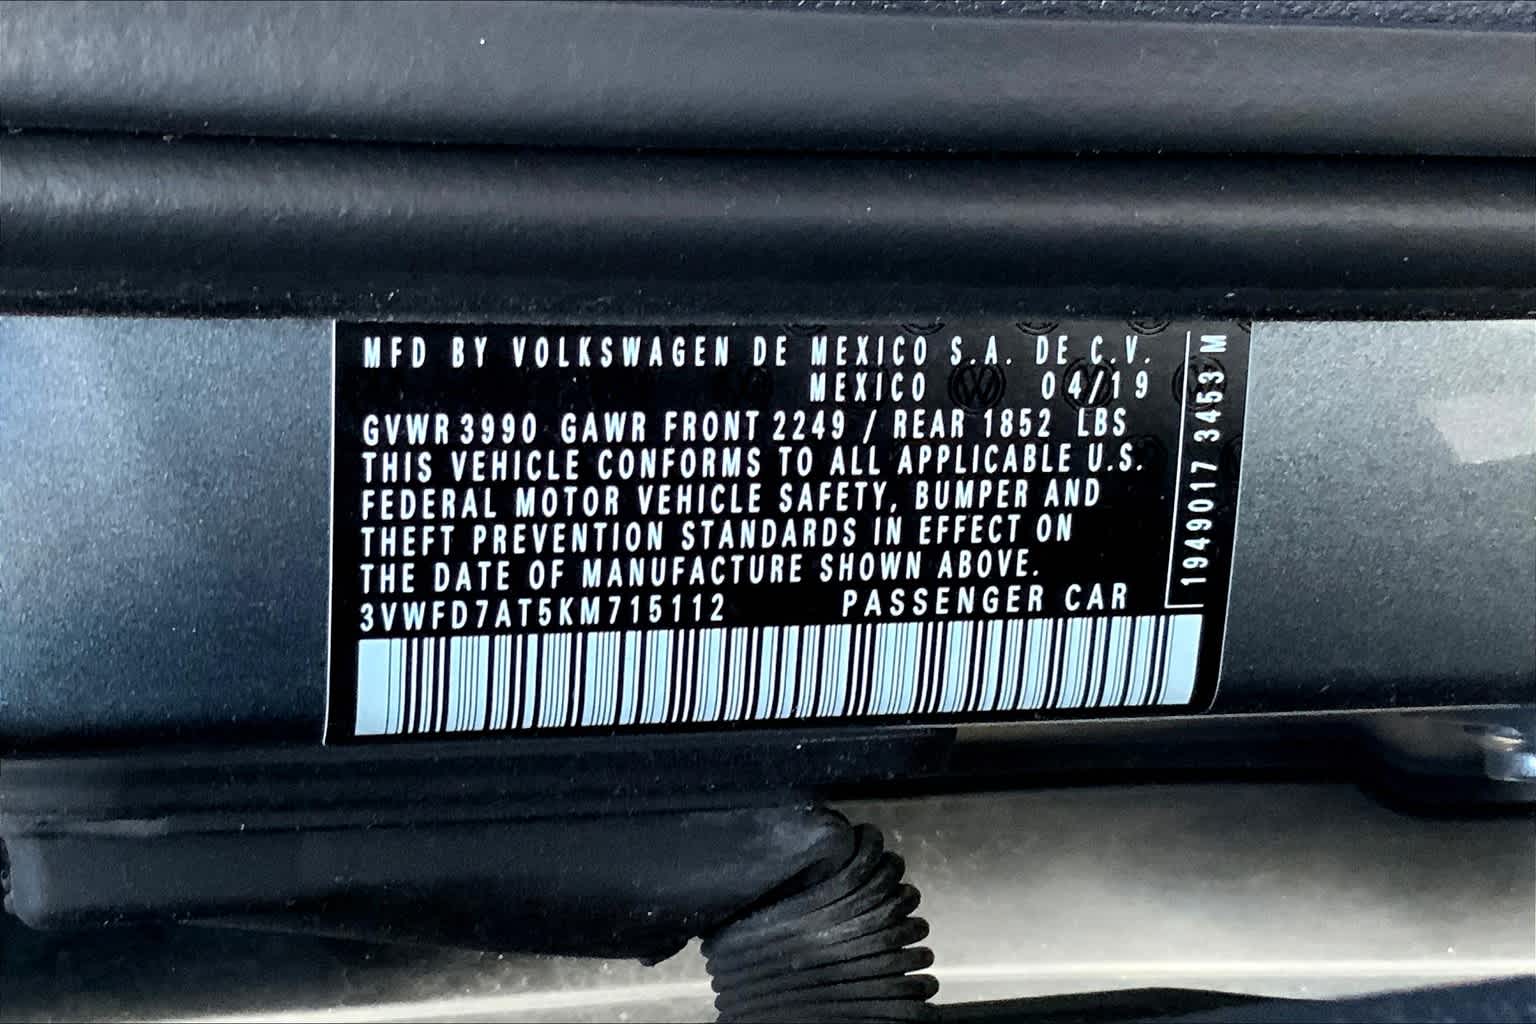 MFD BY VOLKSWAGEN DE MEXICO S.A. DE C.V.
MEXICO 04/19
GVWR 3990 GAWR FRONT 2249 / REAR 1852 LBS
THIS VEHICLE CONFORMS TO ALL APPLICABLE U.S.
FEDERAL MOTOR VEHICLE SAFETY, BUMPER AND
THEFT PREVENTION STANDARDS IN EFFECT ON
THE DATE OF MANUFACTURE SHOWN ABOVE.
3VWFD7AT5KM715112 PASSENGER CAR
1949017 3453 M